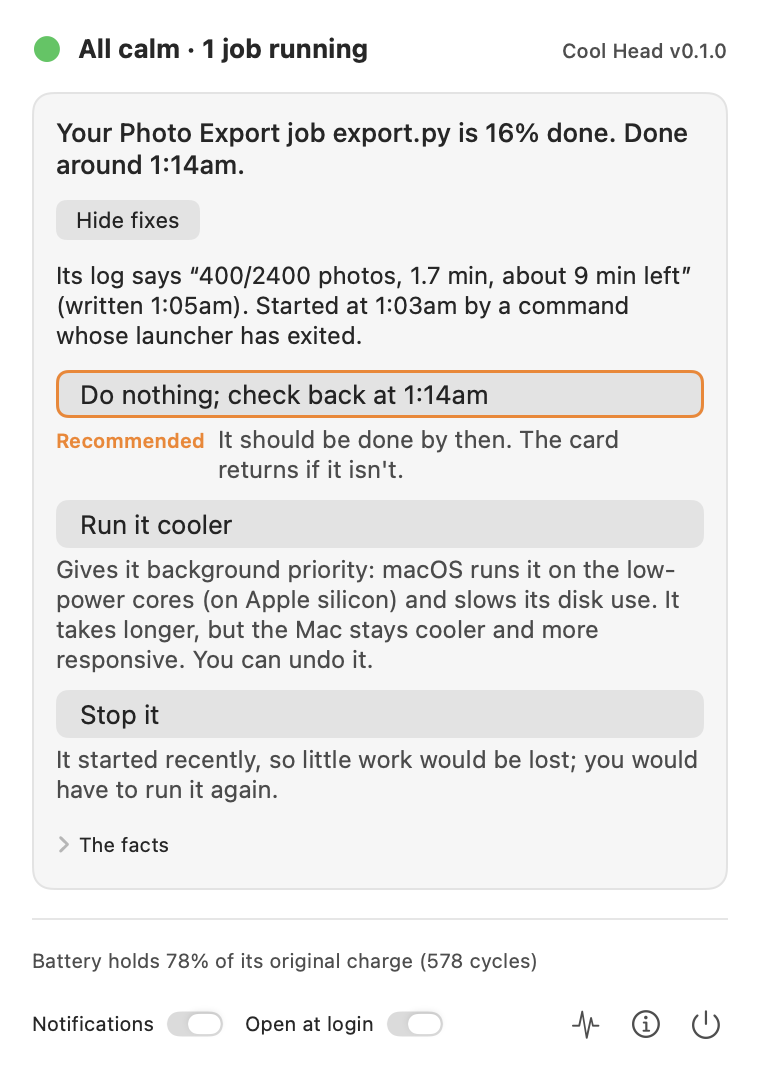 All calm · 1 job running
Cool Head v0.1.0
Your Photo Export job export.py is 16% done. Done
around 1:14am.
Hide fixes
Its log says “400/2400 photos, 1.7 min, about 9 min left”
(written 1:05am). Started at 1:03am by a command
whose launcher has exited.
Do nothing; check back at 1:14am
Recommended It should be done by then. The card
returns if it isn't.
Run it cooler
Gives it background priority: macOS runs it on the low-
power cores (on Apple silicon) and slows its disk use. It
takes longer, but the Mac stays cooler and more
responsive. You can undo it.
Stop it
It started recently, so little work would be lost; you would
have to run it again.
The facts
Battery holds 78% of its original charge (578 cycles)
Notifications
Open at login